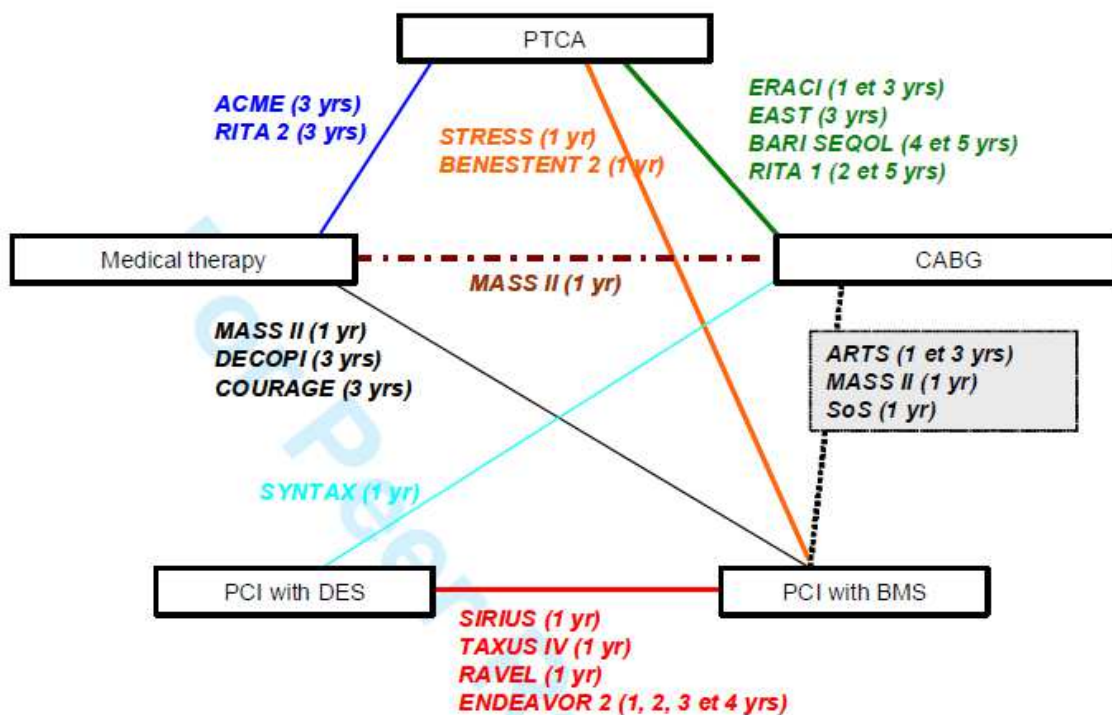 PTCA
ACME (3 yrs)
RITA 2 (3 yrs)
STRESS (1 yr)
BENESTENT 2 (1 yr)
ERACI (1 et 3 yrs)
EAST (3 yrs)
BARI SEQOL (4 et 5 yrs)
RITA 1 (2 et 5 yrs)
Medical therapy
CABG
MASS II (1 yr)
MASS II (1 yr)
DECOPI (3 yrs)
COURAGE (3 yrs)
ARTS (1 et 3 yrs)
MASS II (1 yr)
SoS (1 yr)
SYNTAX (1 yr)
PCI with DES
PCI with BMS
SIRIUS (1 yr)
TAXUS IV (1 yr)
RAVEL (1 yr)
ENDEAVOR 2 (1, 2, 3 et 4 yrs)